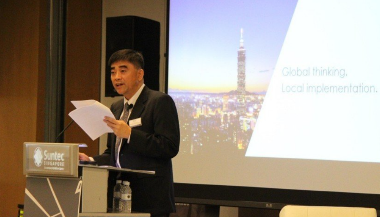 Global thinking.
Local implementation.
Suntec
SINGAPORE